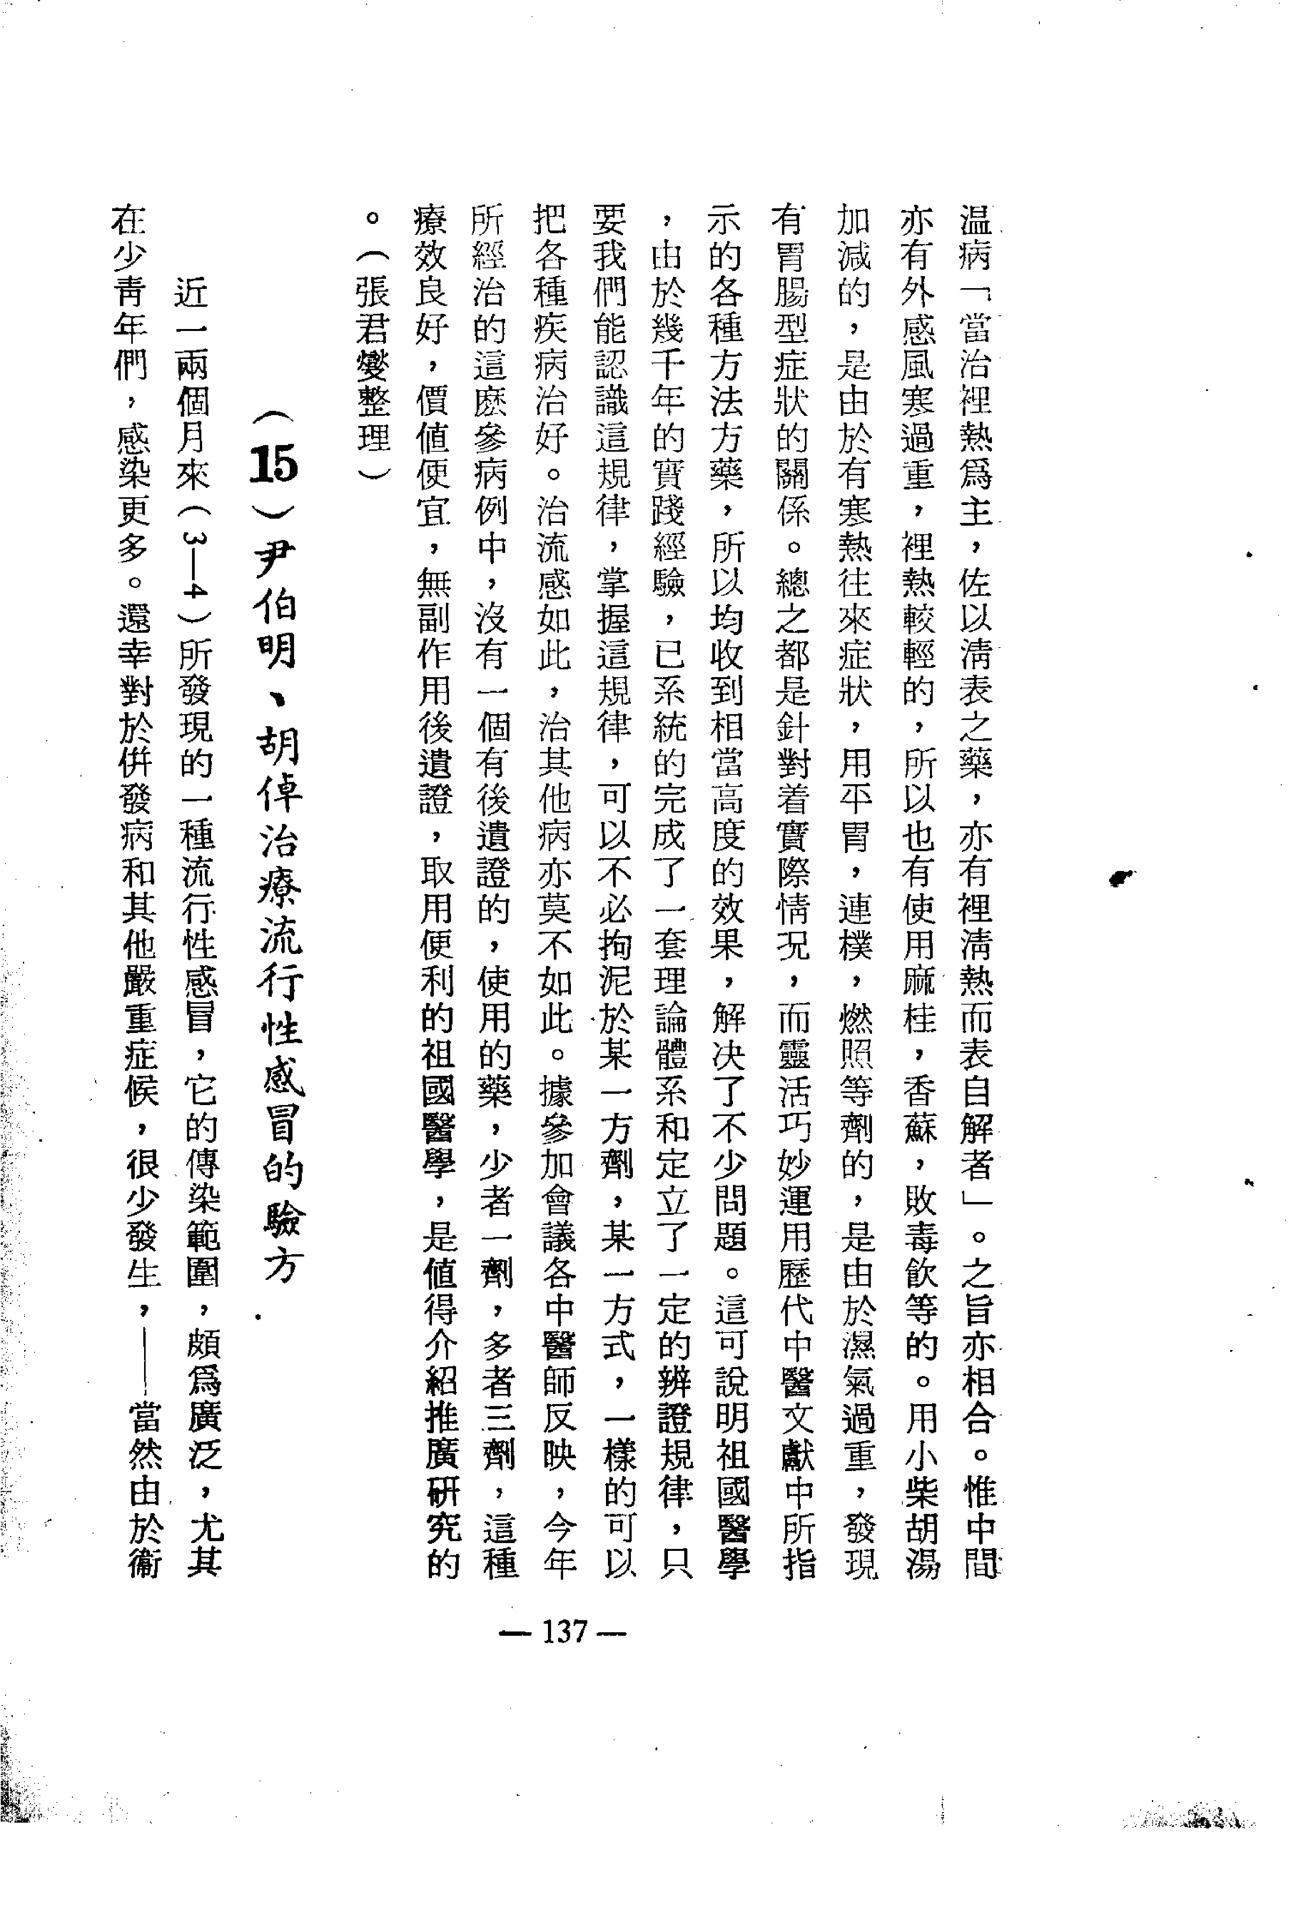 温病「當治裡熱爲主，佐以淸表之藥，亦有裡淸熱而表自解者」。之旨亦相合。惟中間
亦有外感風寒過重，裡熱較輕的，所以也有使用麻桂，香蘇，敗毒飮等的。用小柴胡湯
加減的，是由於有寒熱往來症狀，用平胃，連樸，燃照等劑的，是由於濕氣過重，發現
有胃腸型症狀的關係。總之都是針對着實際情況，而靈活巧妙運用歷代中醫文獻中所指
示的各種方法方藥，所以均收到相當高度的效果，解决了不少問題。這可說明祖國醫學
，由於幾千年的實踐經驗，已系統的完成了一套理論體系和定立了一定的辨證規律，只
要我們能認識這規律，掌握這規律，可以不必拘泥於某一方劑，某一方式，一樣的可以
把各種疾病治好。治流感如此，治其他病亦莫不如此。據參加會議各中醫師反映，今年
所經治的這麽參病例中，沒有一個有後遺證的，使用的藥，少者一劑，多者三劑，這種
療效良好，價值便宜，無副作用後遺證，取用便利的祖國醫學，是値得介紹推廣研究的
。（張君燮整理）
（15）尹伯明、胡倬治療流行性感冒的驗方
近一兩個月來（3—4）所發現的一種流行性感冒，它的傳染範圍，頗爲廣泛，尤其
在少靑年們，感染更多。還幸對於倂發病和其他嚴重症候，很少發生，——當然由於衞
— 137 —